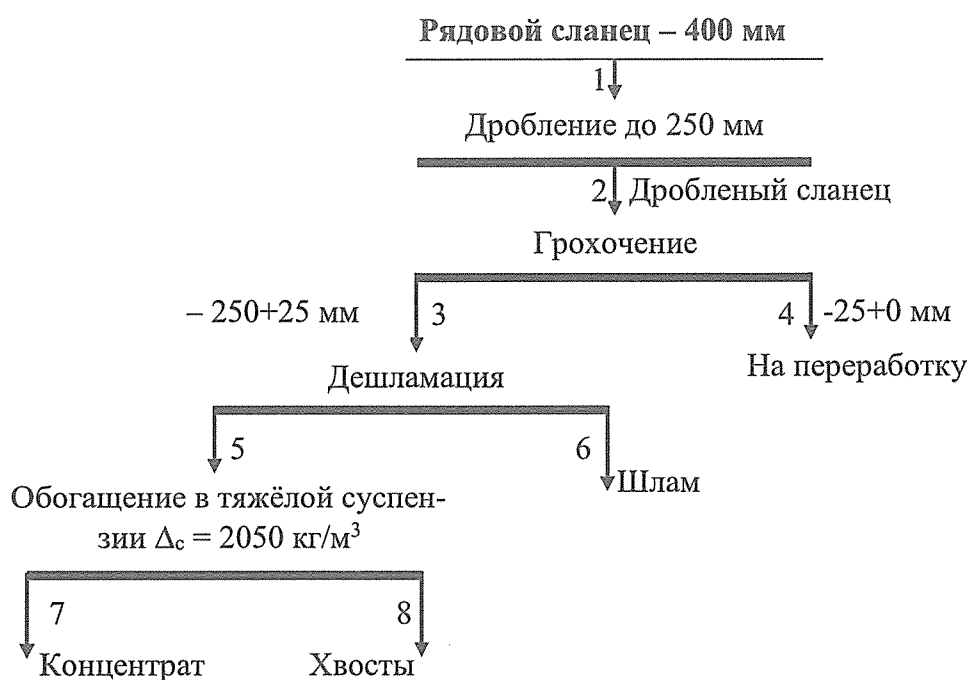 Рядовой сланец – 400 мм
1
Дробление до 250 мм
2 Дробленый сланец
Грохочение
– 250+25 мм 3 4 -25+0 мм
Дешламация На переработку
5 6
Шлам
Обогащение в тяжёлой суспен-
зии Δс = 2050 кг/м³
7 8
Концентрат Хвосты